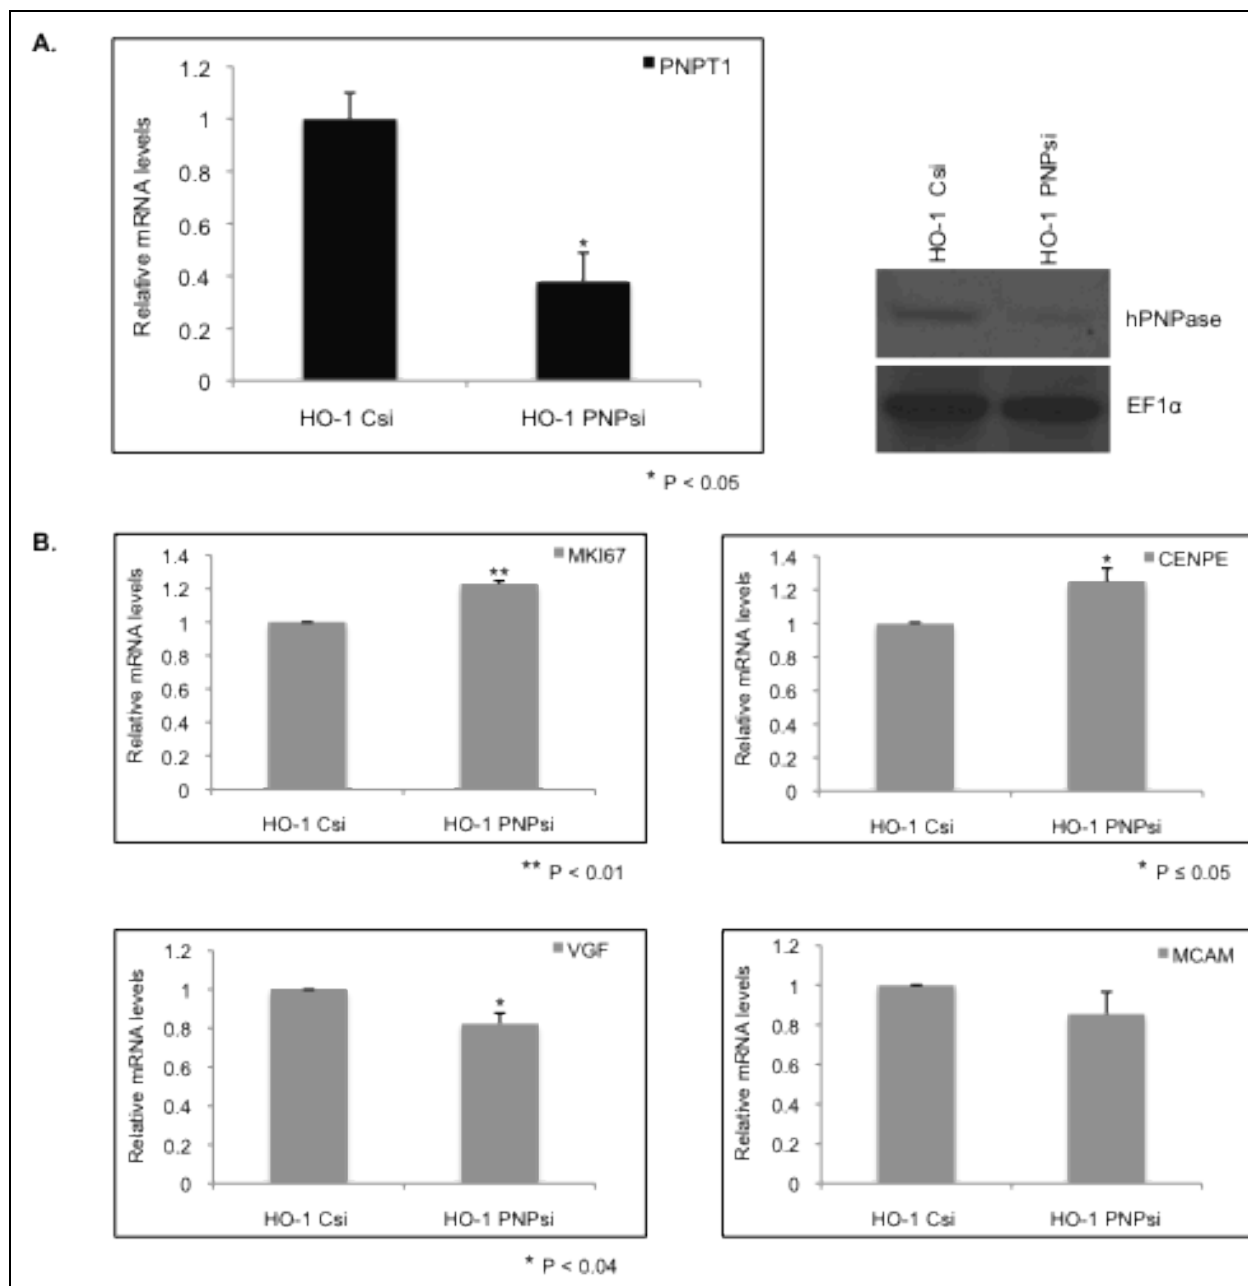 A.
PNPT1
Relative mRNA levels
1.2
1
0.8
0.6
0.4
0.2
0
*
HO-1 Csi
HO-1 PNPsi
* P < 0.05
HO-1 Csi
HO-1 PNPsi
hPNPase
EF1α
B.
MKI67
Relative mRNA levels
1.4
1.2
1
0.8
0.6
0.4
0.2
0
**
HO-1 Csi
HO-1 PNPsi
** P < 0.01
CENPE
Relative mRNA levels
1.4
1.2
1
0.8
0.6
0.4
0.2
0
*
HO-1 Csi
HO-1 PNPsi
* P ≤ 0.05
VGF
Relative mRNA levels
1.2
1
0.8
0.6
0.4
0.2
0
*
HO-1 Csi
HO-1 PNPsi
* P < 0.04
MCAM
Relative mRNA levels
1.2
1
0.8
0.6
0.4
0.2
0
HO-1 Csi
HO-1 PNPsi